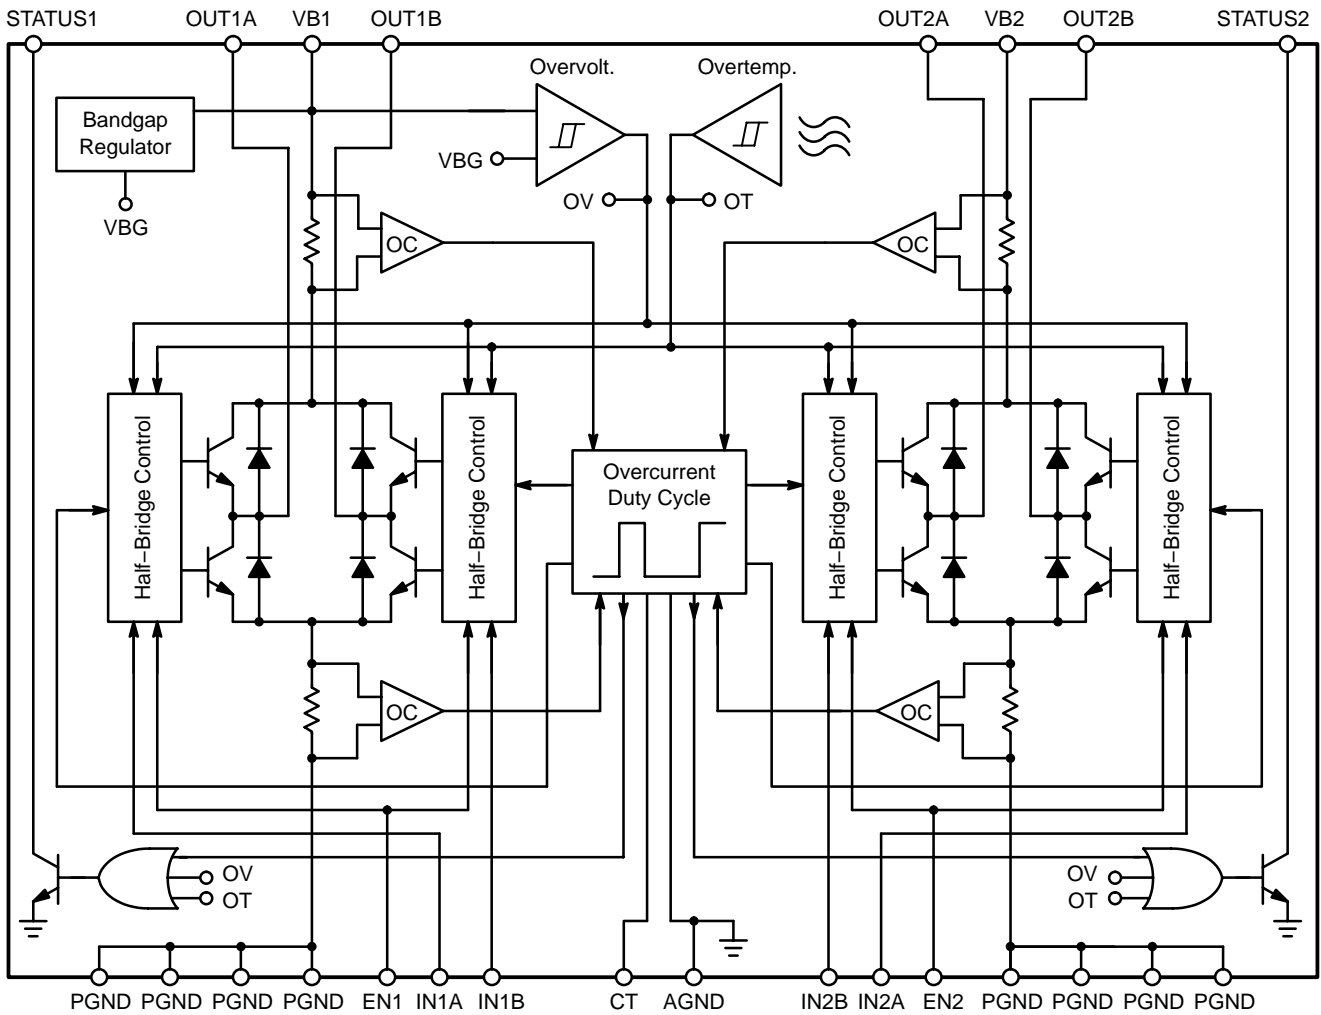 STATUS1
OUT1A
VB1
OUT1B
OUT2A
VB2
OUT2B
STATUS2
Overvolt.
Overtemp.
Bandgap
Regulator
VBG
VBG
OV
OT
OC
OC
Half–Bridge Control
Half–Bridge Control
Overcurrent
Duty Cycle
Half–Bridge Control
Half–Bridge Control
OC
OC
OV
OT
OV
OT
PGND
PGND
PGND
PGND
EN1
IN1A
IN1B
CT
AGND
IN2B
IN2A
EN2
PGND
PGND
PGND
PGND